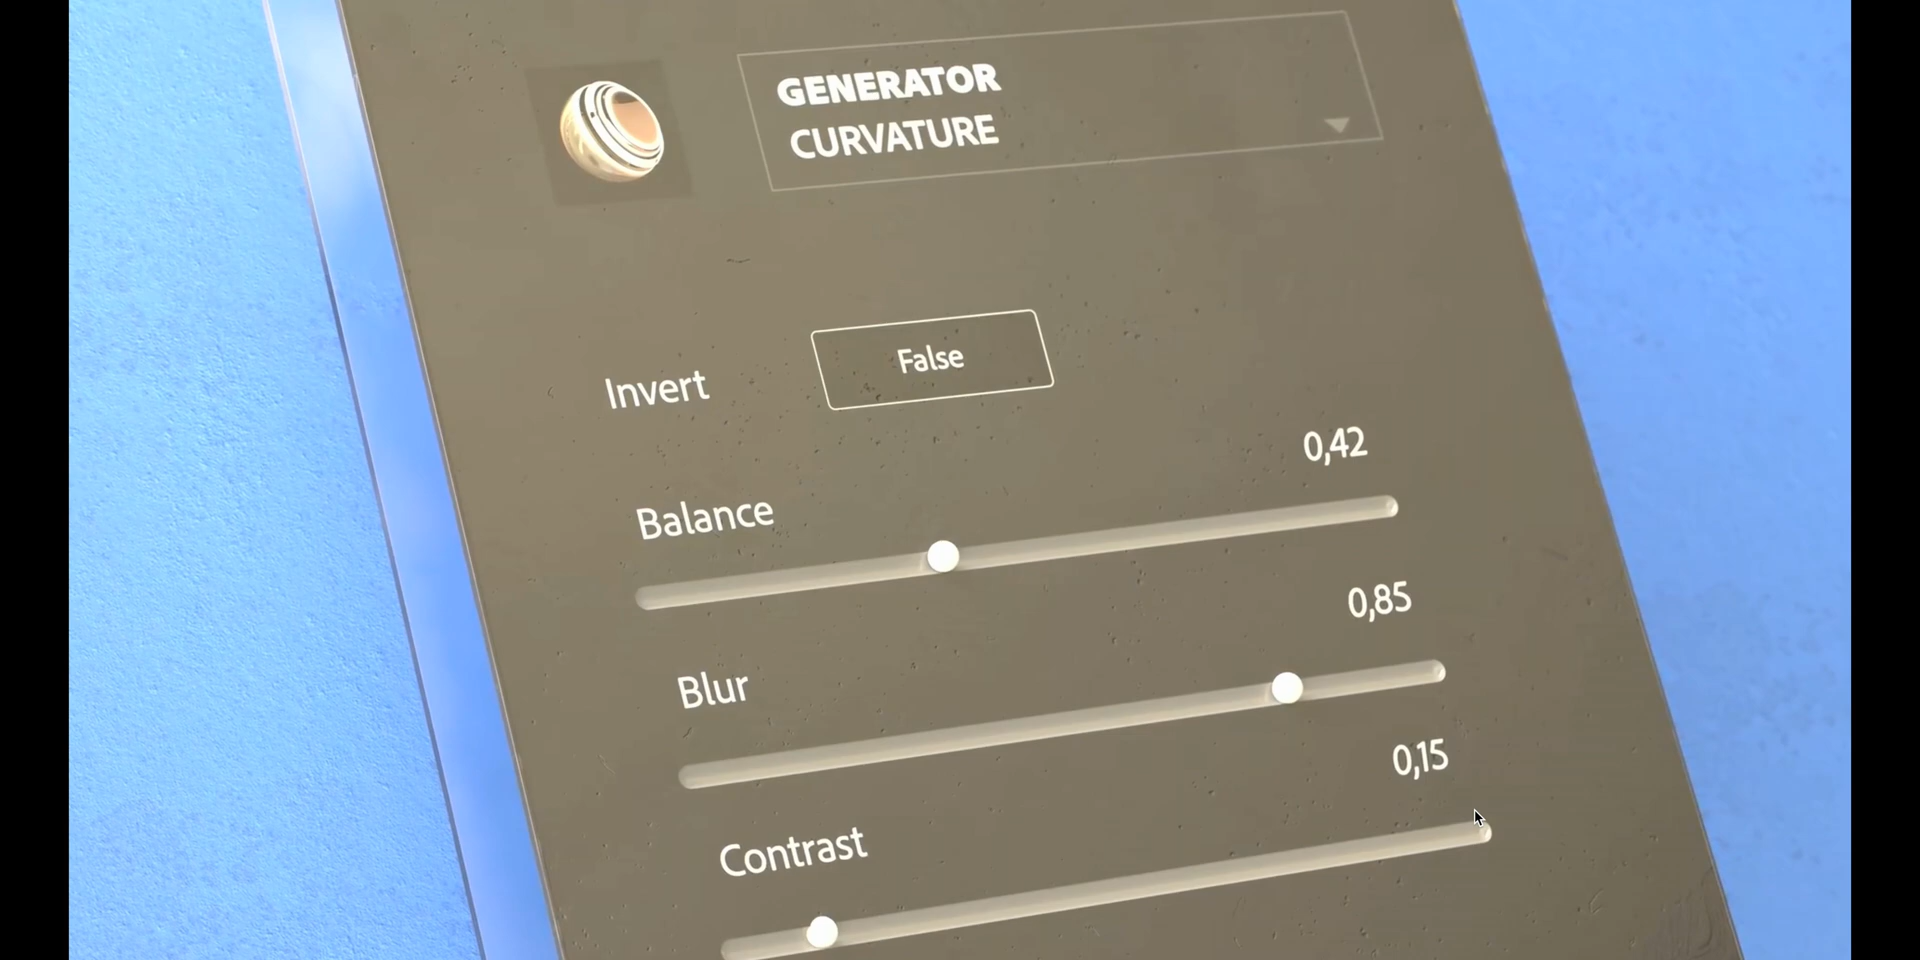 GENERATOR
CURVATURE
Invert
False
0,42
Balance
0,85
Blur
0,15
Contrast